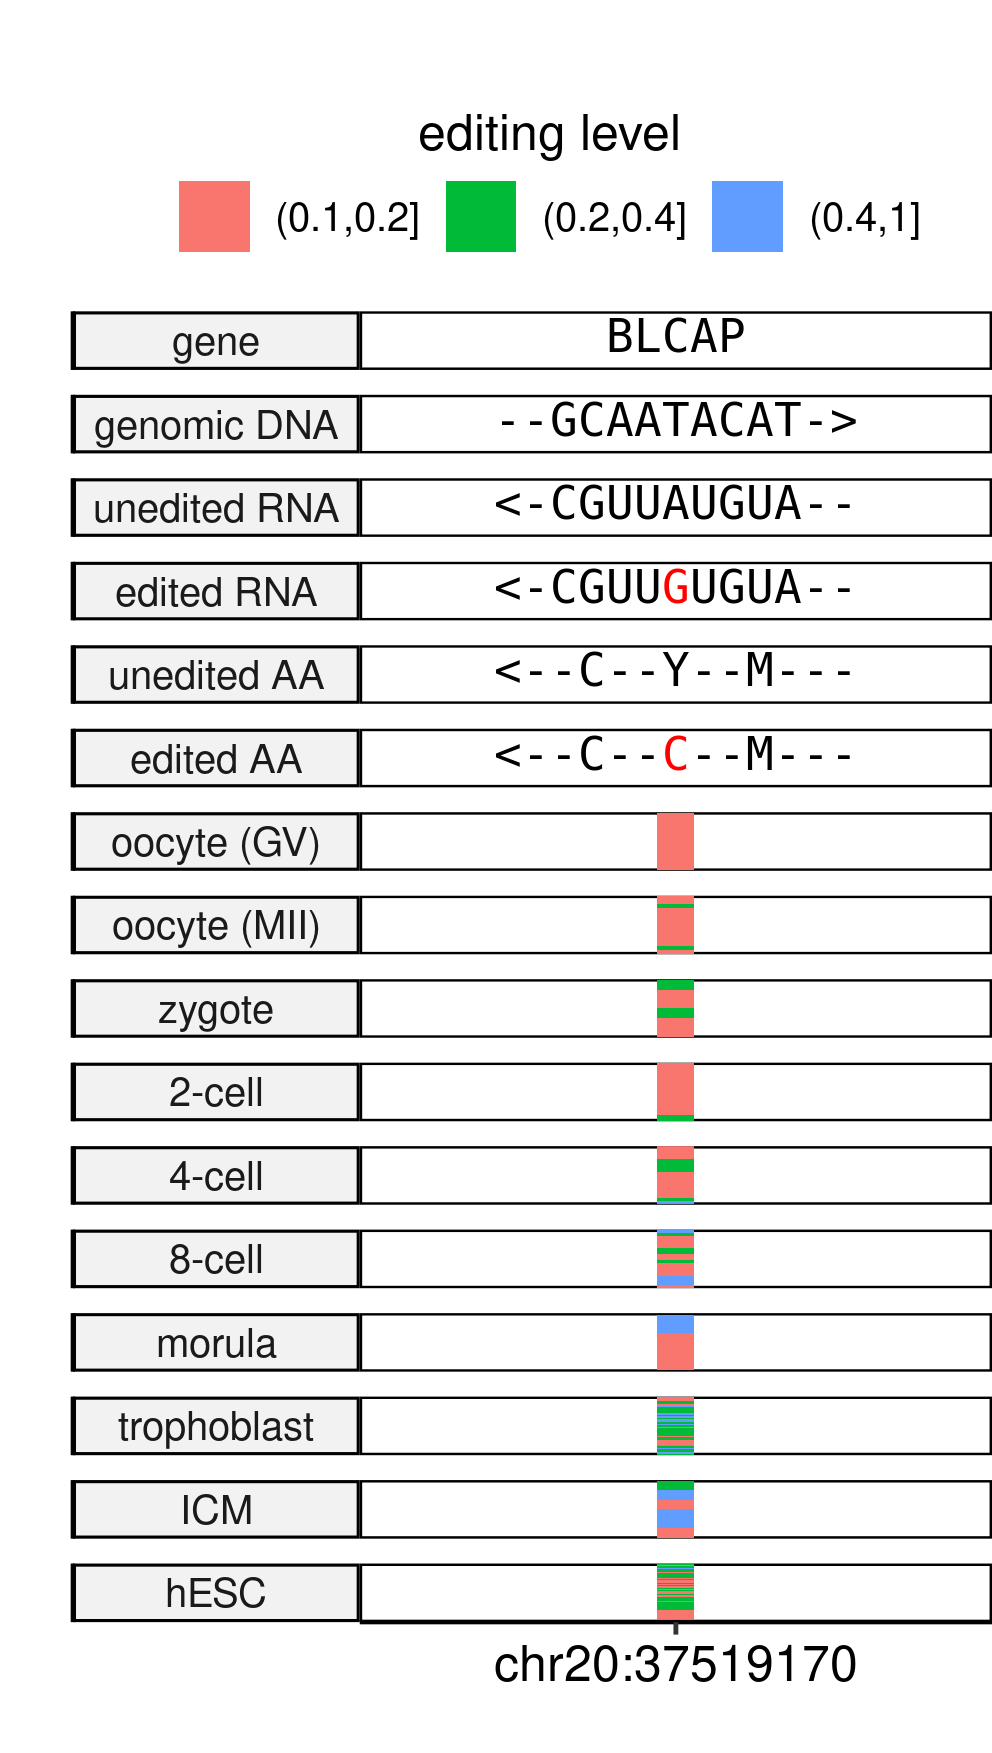 editing level
(0.1,0.2] (0.2,0.4] (0.4,1]
gene BLCAP
genomic DNA --GCAATACAT->
unedited RNA <-CGUUAUGUA--
edited RNA <-CGUUGUGUA--
unedited AA <--C--Y--M---
edited AA <--C--C--M---
oocyte (GV)
oocyte (MII)
zygote
2-cell
4-cell
8-cell
morula
trophoblast
ICM
hESC
chr20:37519170